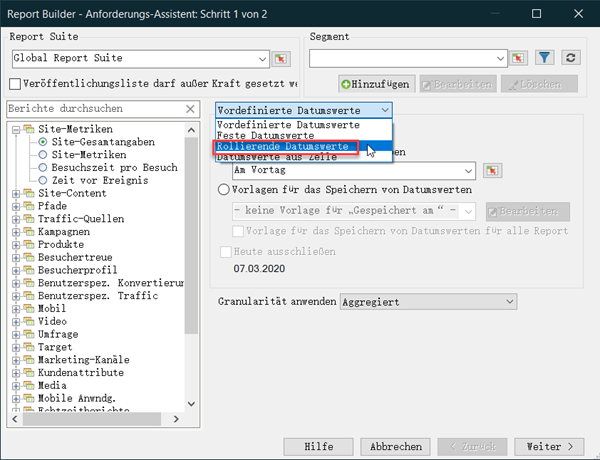 Report Builder - Anforderungs-Assistent: Schritt 1 von 2
Report Suite
Global Report Suite
Veröffentlichungsliste darf außer Kraft gesetzt we
Segment
Hinzufügen
Bearbeiten
Löschen
Berichte durchsuchen
Site-Metriken
Site-Gesamtangaben
Site-Metriken
Besuchszeit pro Besuch
Zeit vor Ereignis
Site-Content
Pfade
Traffic-Quellen
Kampagnen
Produkte
Besuchertreue
Besucherprofil
Benutzerspez. Konvertierun
Benutzerspez. Traffic
Mobil
Video
Umfrage
Target
Marketing-Kanäle
Kundenattribute
Media
Mobile Anwndg.
Echtzeitberichte
Vordefinierte Datumswerte
Vordefinierte Datumswerte
Feste Datumswerte
Rollierende Datumswerte
Datumswerte aus Zelle
Am Vortag
Vorlagen für das Speichern von Datumswerten
- keine Vorlage für „Gespeichert am“ -
Bearbeiten
Vorlage für das Speichern von Datumswerten für alle Report
Heute ausschließen
07.03.2020
Granularität anwenden
Aggregiert
Hilfe
Abbrechen
< Zurück
Weiter >